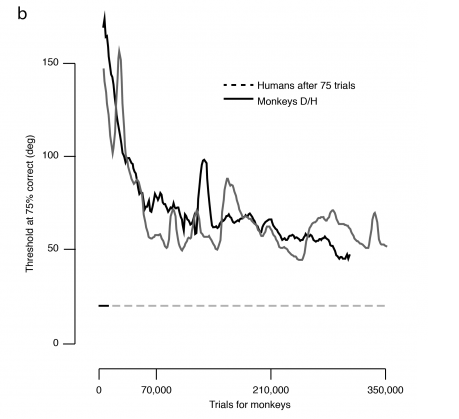 b
Threshold at 75% correct (deg)
150
100
50
0
Humans after 75 trials
Monkeys D/H
0 70,000 210,000 350,000
Trials for monkeys